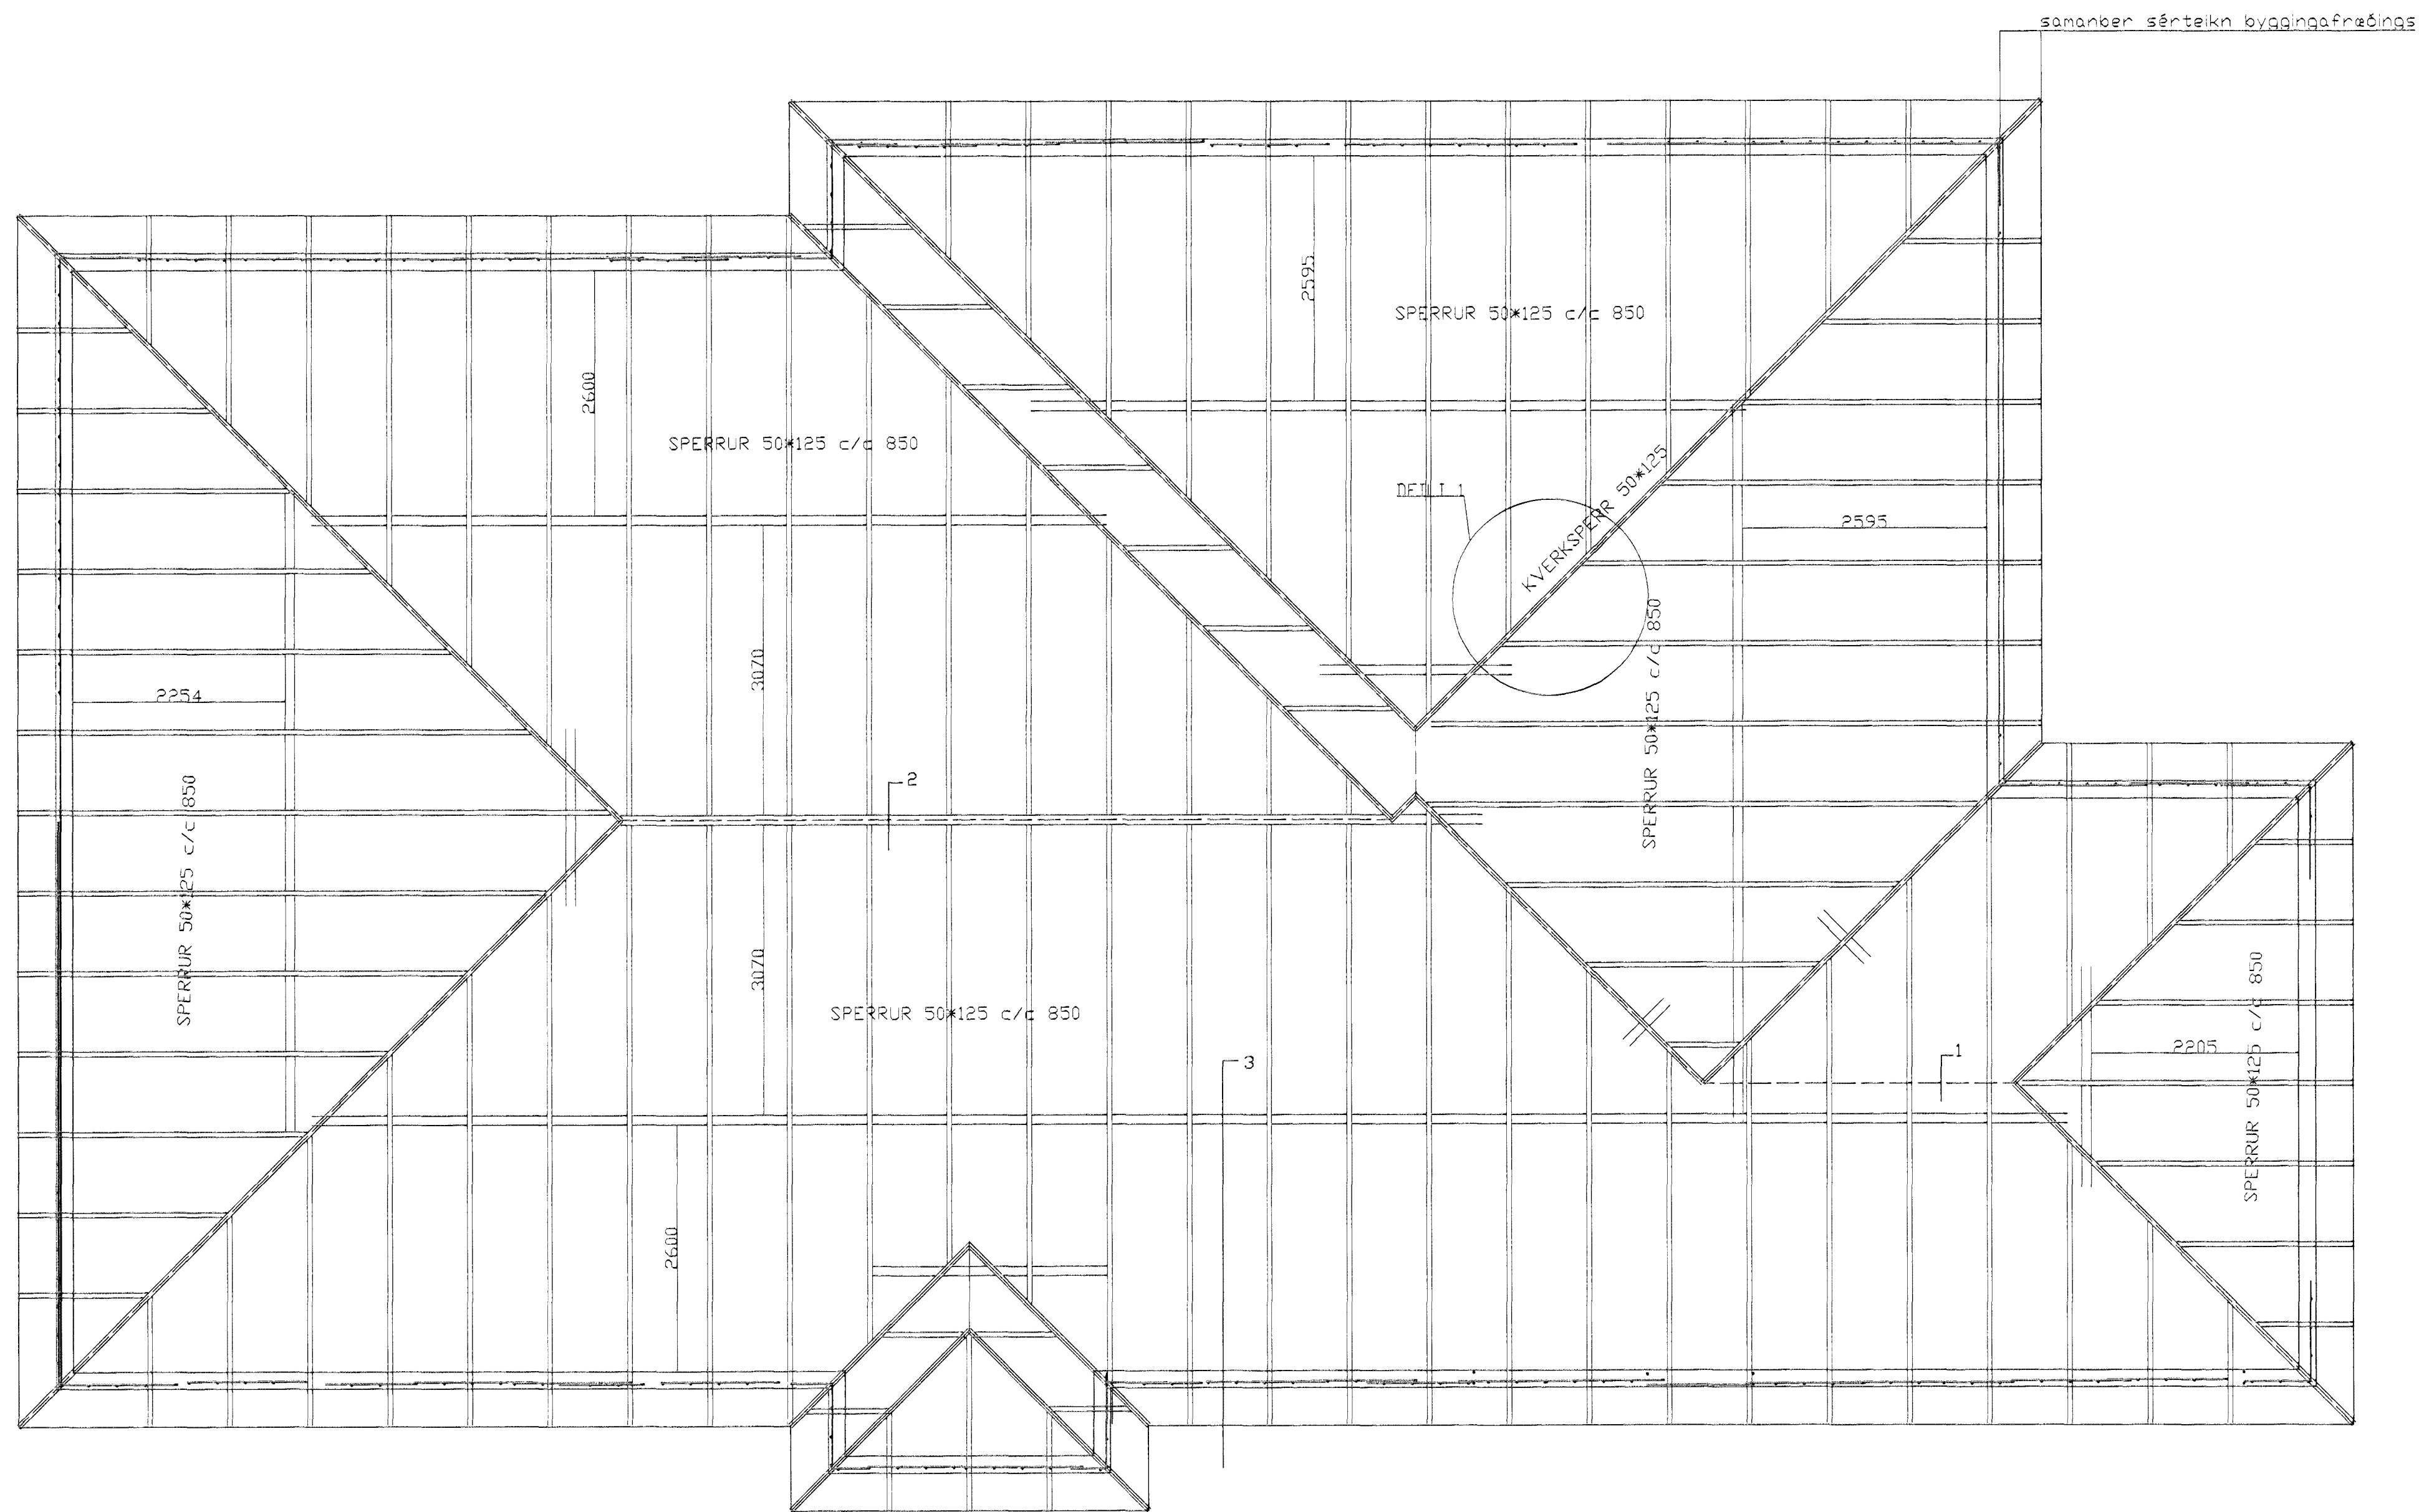 samanber sérteikn byggingafræðings
2595
SPERRUR 50*125 c/c 850
2600
SPERRUR 50*125 c/c 850
KVERKSPERR 50*125
DETLI 1
2595
SPERRUR 50*125 c/c 850
3070
2254
2
SPERRUR 50*125 c/c 850
3070
SPERRUR 50*125 c/c 850
3
1
2205
SPERRUR 50*125 c/c 850
2600